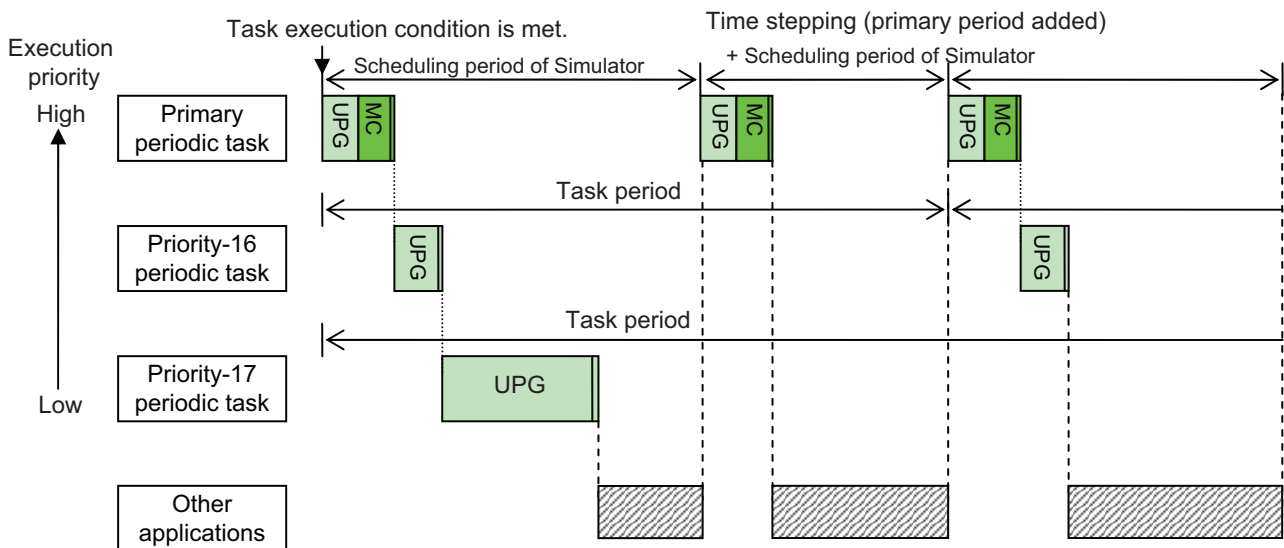 Task execution condition is met.
Time stepping (primary period added)
Execution
priority
High
Scheduling period of Simulator
+ Scheduling period of Simulator
Primary
periodic task
UPG
MC
UPG
MC
UPG
MC
Task period
Priority-16
periodic task
UPG
UPG
Task period
Priority-17
periodic task
UPG
Low
Other
applications